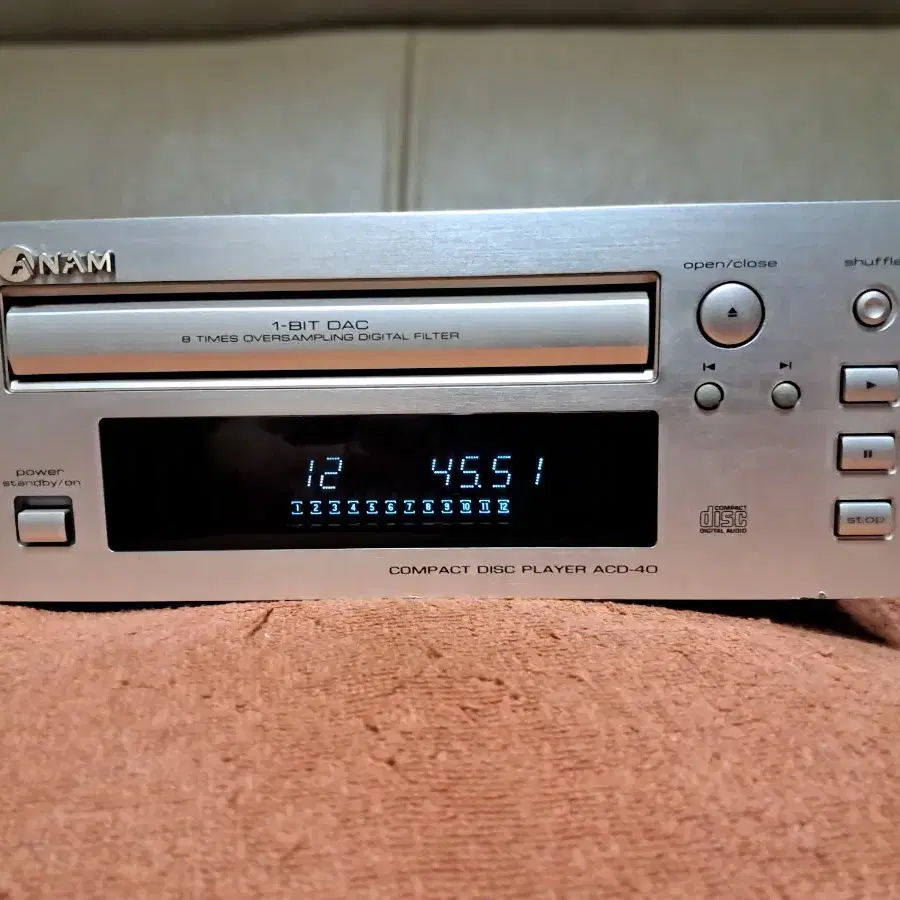 ANAM
open/close
shuffle
1-BIT DAC
8 TIMES OVERSAMPLING DIGITAL FILTER
power
standby/on
12 45.51
1 2 3 4 5 6 7 8 9 10 11 12
COMPACT
disc
DIGITAL AUDIO
stop
COMPACT DISC PLAYER ACD-40